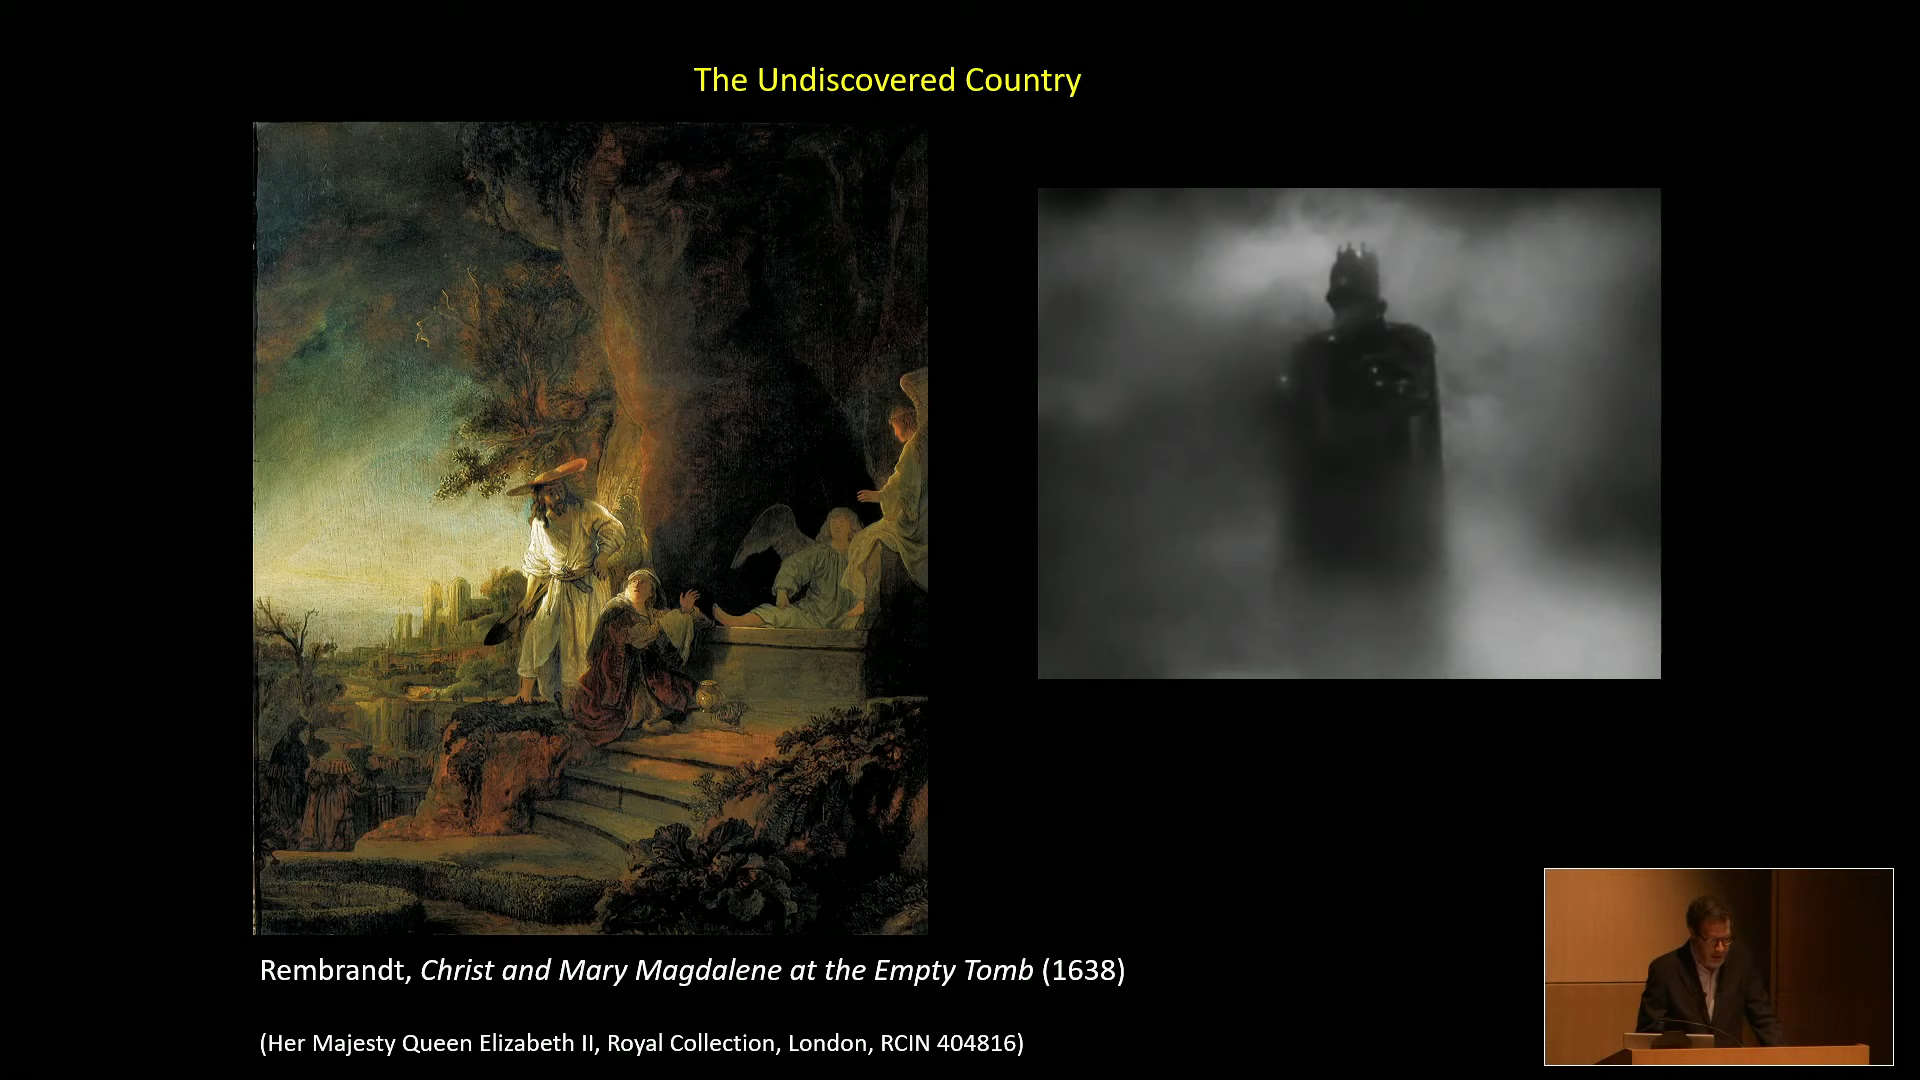 The Undiscovered Country
Rembrandt, Christ and Mary Magdalene at the Empty Tomb (1638)
(Her Majesty Queen Elizabeth II, Royal Collection, London, RCIN 404816)